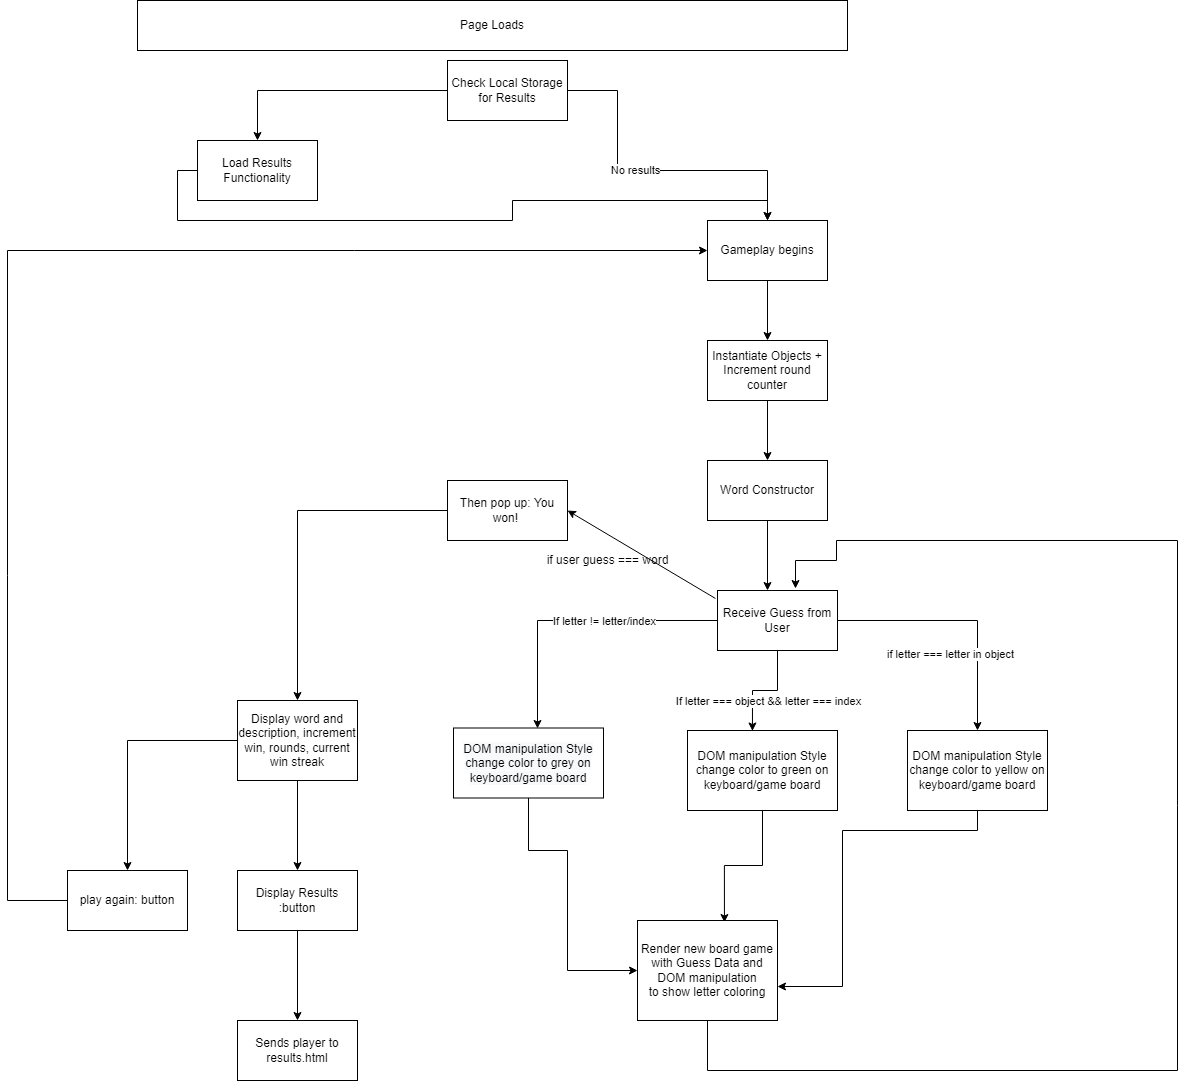 Page Loads
Check Local Storage
for Results
Load Results
Functionality
No results
Gameplay begins
Instantiate Objects +
Increment round
counter
Word Constructor
Then pop up: You
won!
if user guess === word
Receive Guess from
User
If letter != letter/index
if letter === letter in object
If letter === object && letter === index
Display word and
description, increment
win, rounds, current
win streak
DOM manipulation Style
change color to grey on
keyboard/game board
DOM manipulation Style
change color to green on
keyboard/game board
DOM manipulation Style
change color to yellow on
keyboard/game board
play again: button
Display Results
:button
Render new board game
with Guess Data and
DOM manipulation
to show letter coloring
Sends player to
results.html